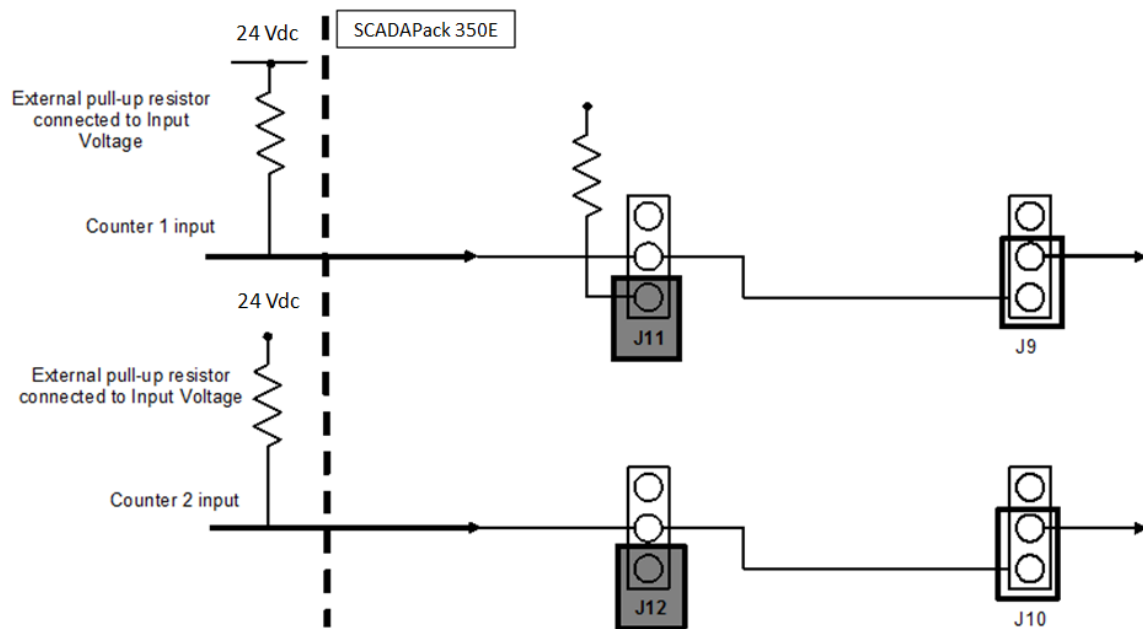 24 Vdc
SCADAPack 350E
External pull-up resistor
connected to Input
Voltage
Counter 1 input
J11
J9
24 Vdc
External pull-up resistor
connected to Input Voltage
Counter 2 input
J12
J10